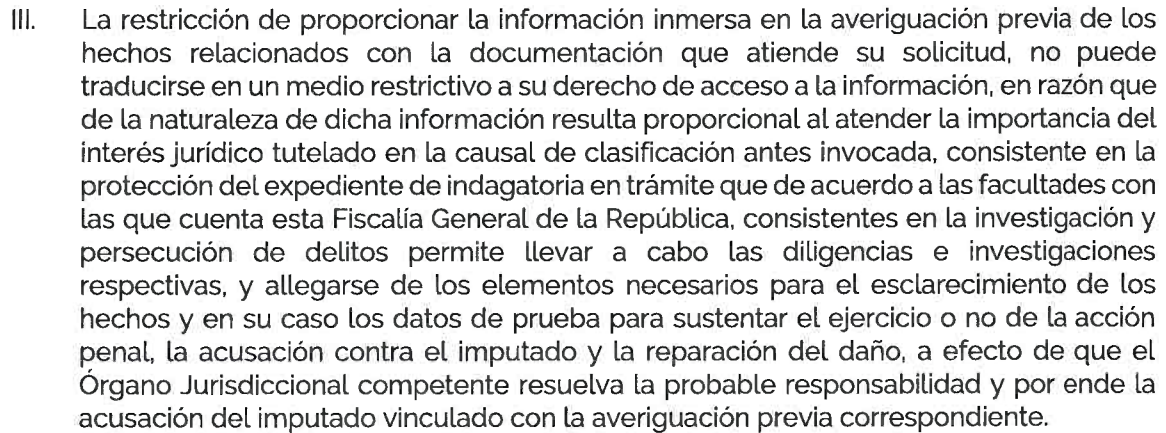 III. La restricción de proporcionar la información inmersa en la averiguación previa de los
hechos relacionados con la documentación que atiende su solicitud, no puede
traducirse en un medio restrictivo a su derecho de acceso a la información, en razón que
de la naturaleza de dicha información resulta proporcional al atender la importancia del
interés jurídico tutelado en la causal de clasificación antes invocada, consistente en la
protección del expediente de indagatoria en trámite que de acuerdo a las facultades con
las que cuenta esta Fiscalía General de la República, consistentes en la investigación y
persecución de delitos permite llevar a cabo las diligencias e investigaciones
respectivas, y allegarse de los elementos necesarios para el esclarecimiento de los
hechos y en su caso los datos de prueba para sustentar el ejercicio o no de la acción
penal, la acusación contra el imputado y la reparación del daño, a efecto de que el
Órgano Jurisdiccional competente resuelva la probable responsabilidad y por ende la
acusación del imputado vinculado con la averiguación previa correspondiente.